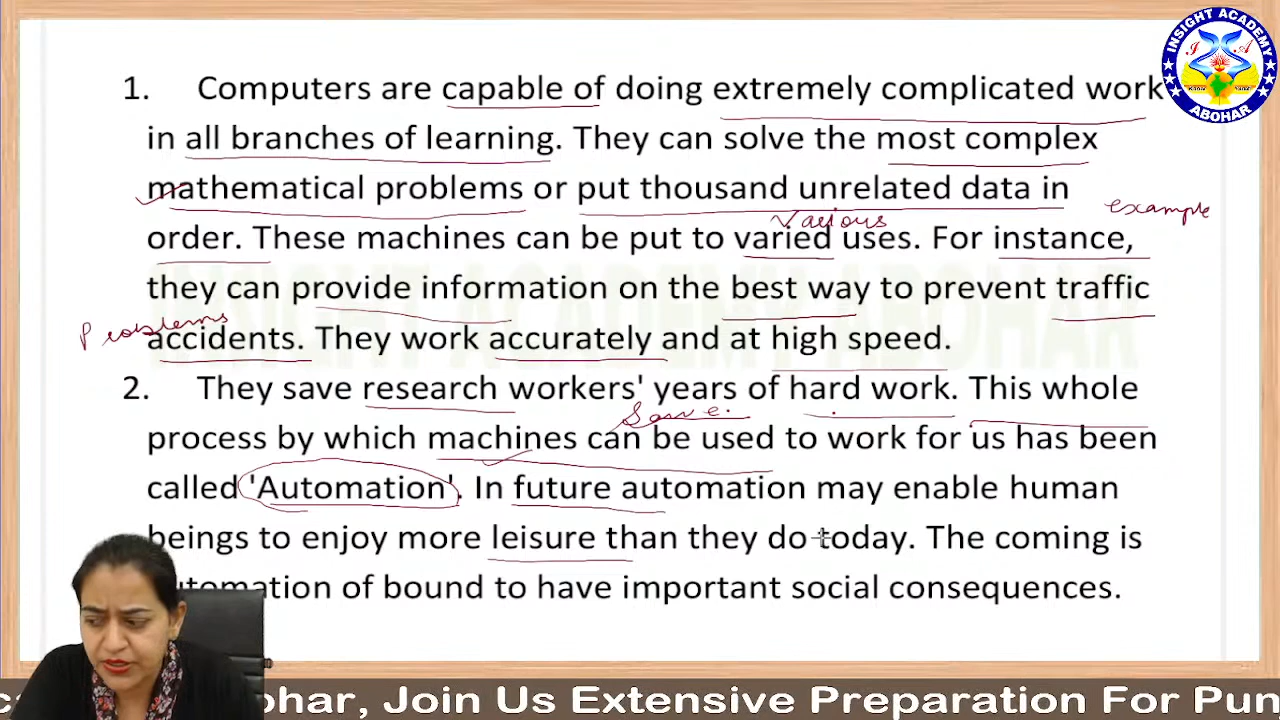 INSIGHT ACADEMY
I A
ABOHAR
1. Computers are capable of doing extremely complicated work
in all branches of learning. They can solve the most complex
mathematical problems or put thousand unrelated data in
example
Various
order. These machines can be put to varied uses. For instance,
they can provide information on the best way to prevent traffic
Problems
accidents. They work accurately and at high speed.
2. They save research workers' years of hard work. This whole
Save.
process by which machines can be used to work for us has been
called 'Automation'. In future automation may enable human
beings to enjoy more leisure than they do today. The coming is
automation of bound to have important social consequences.
INSIGHT ACADEMY ABOHAR
bohar, Join Us Extensive Preparation For Pun